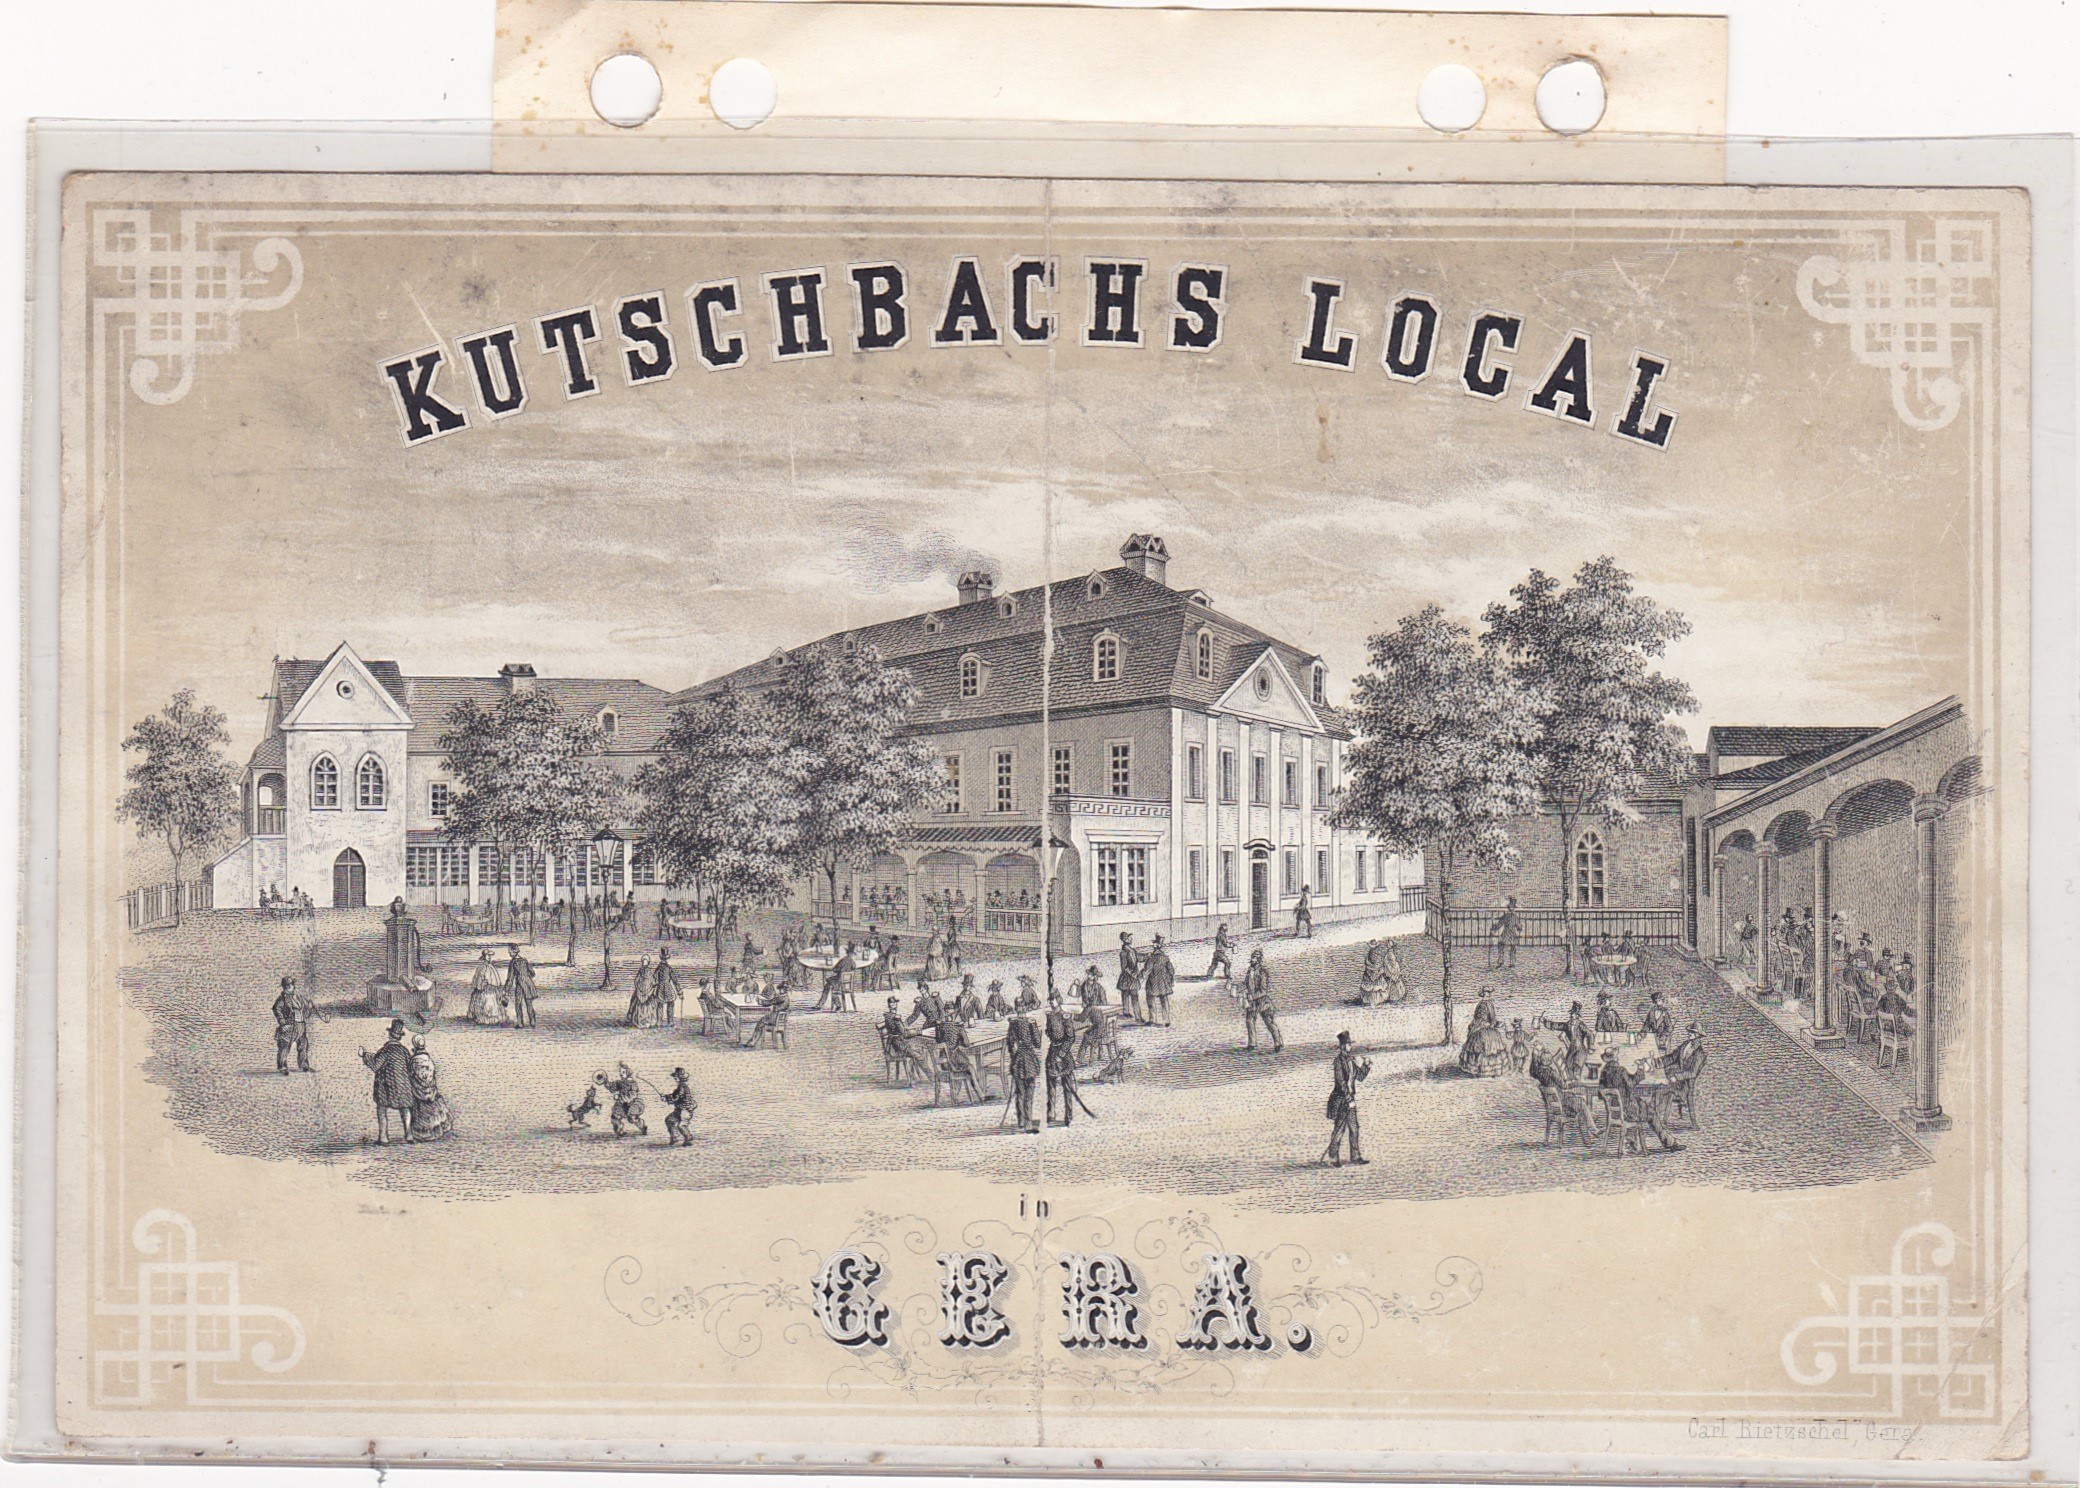 KUTSCHBACHS LOCAL
in
GERA.
Carl Rietzschel, Gera.